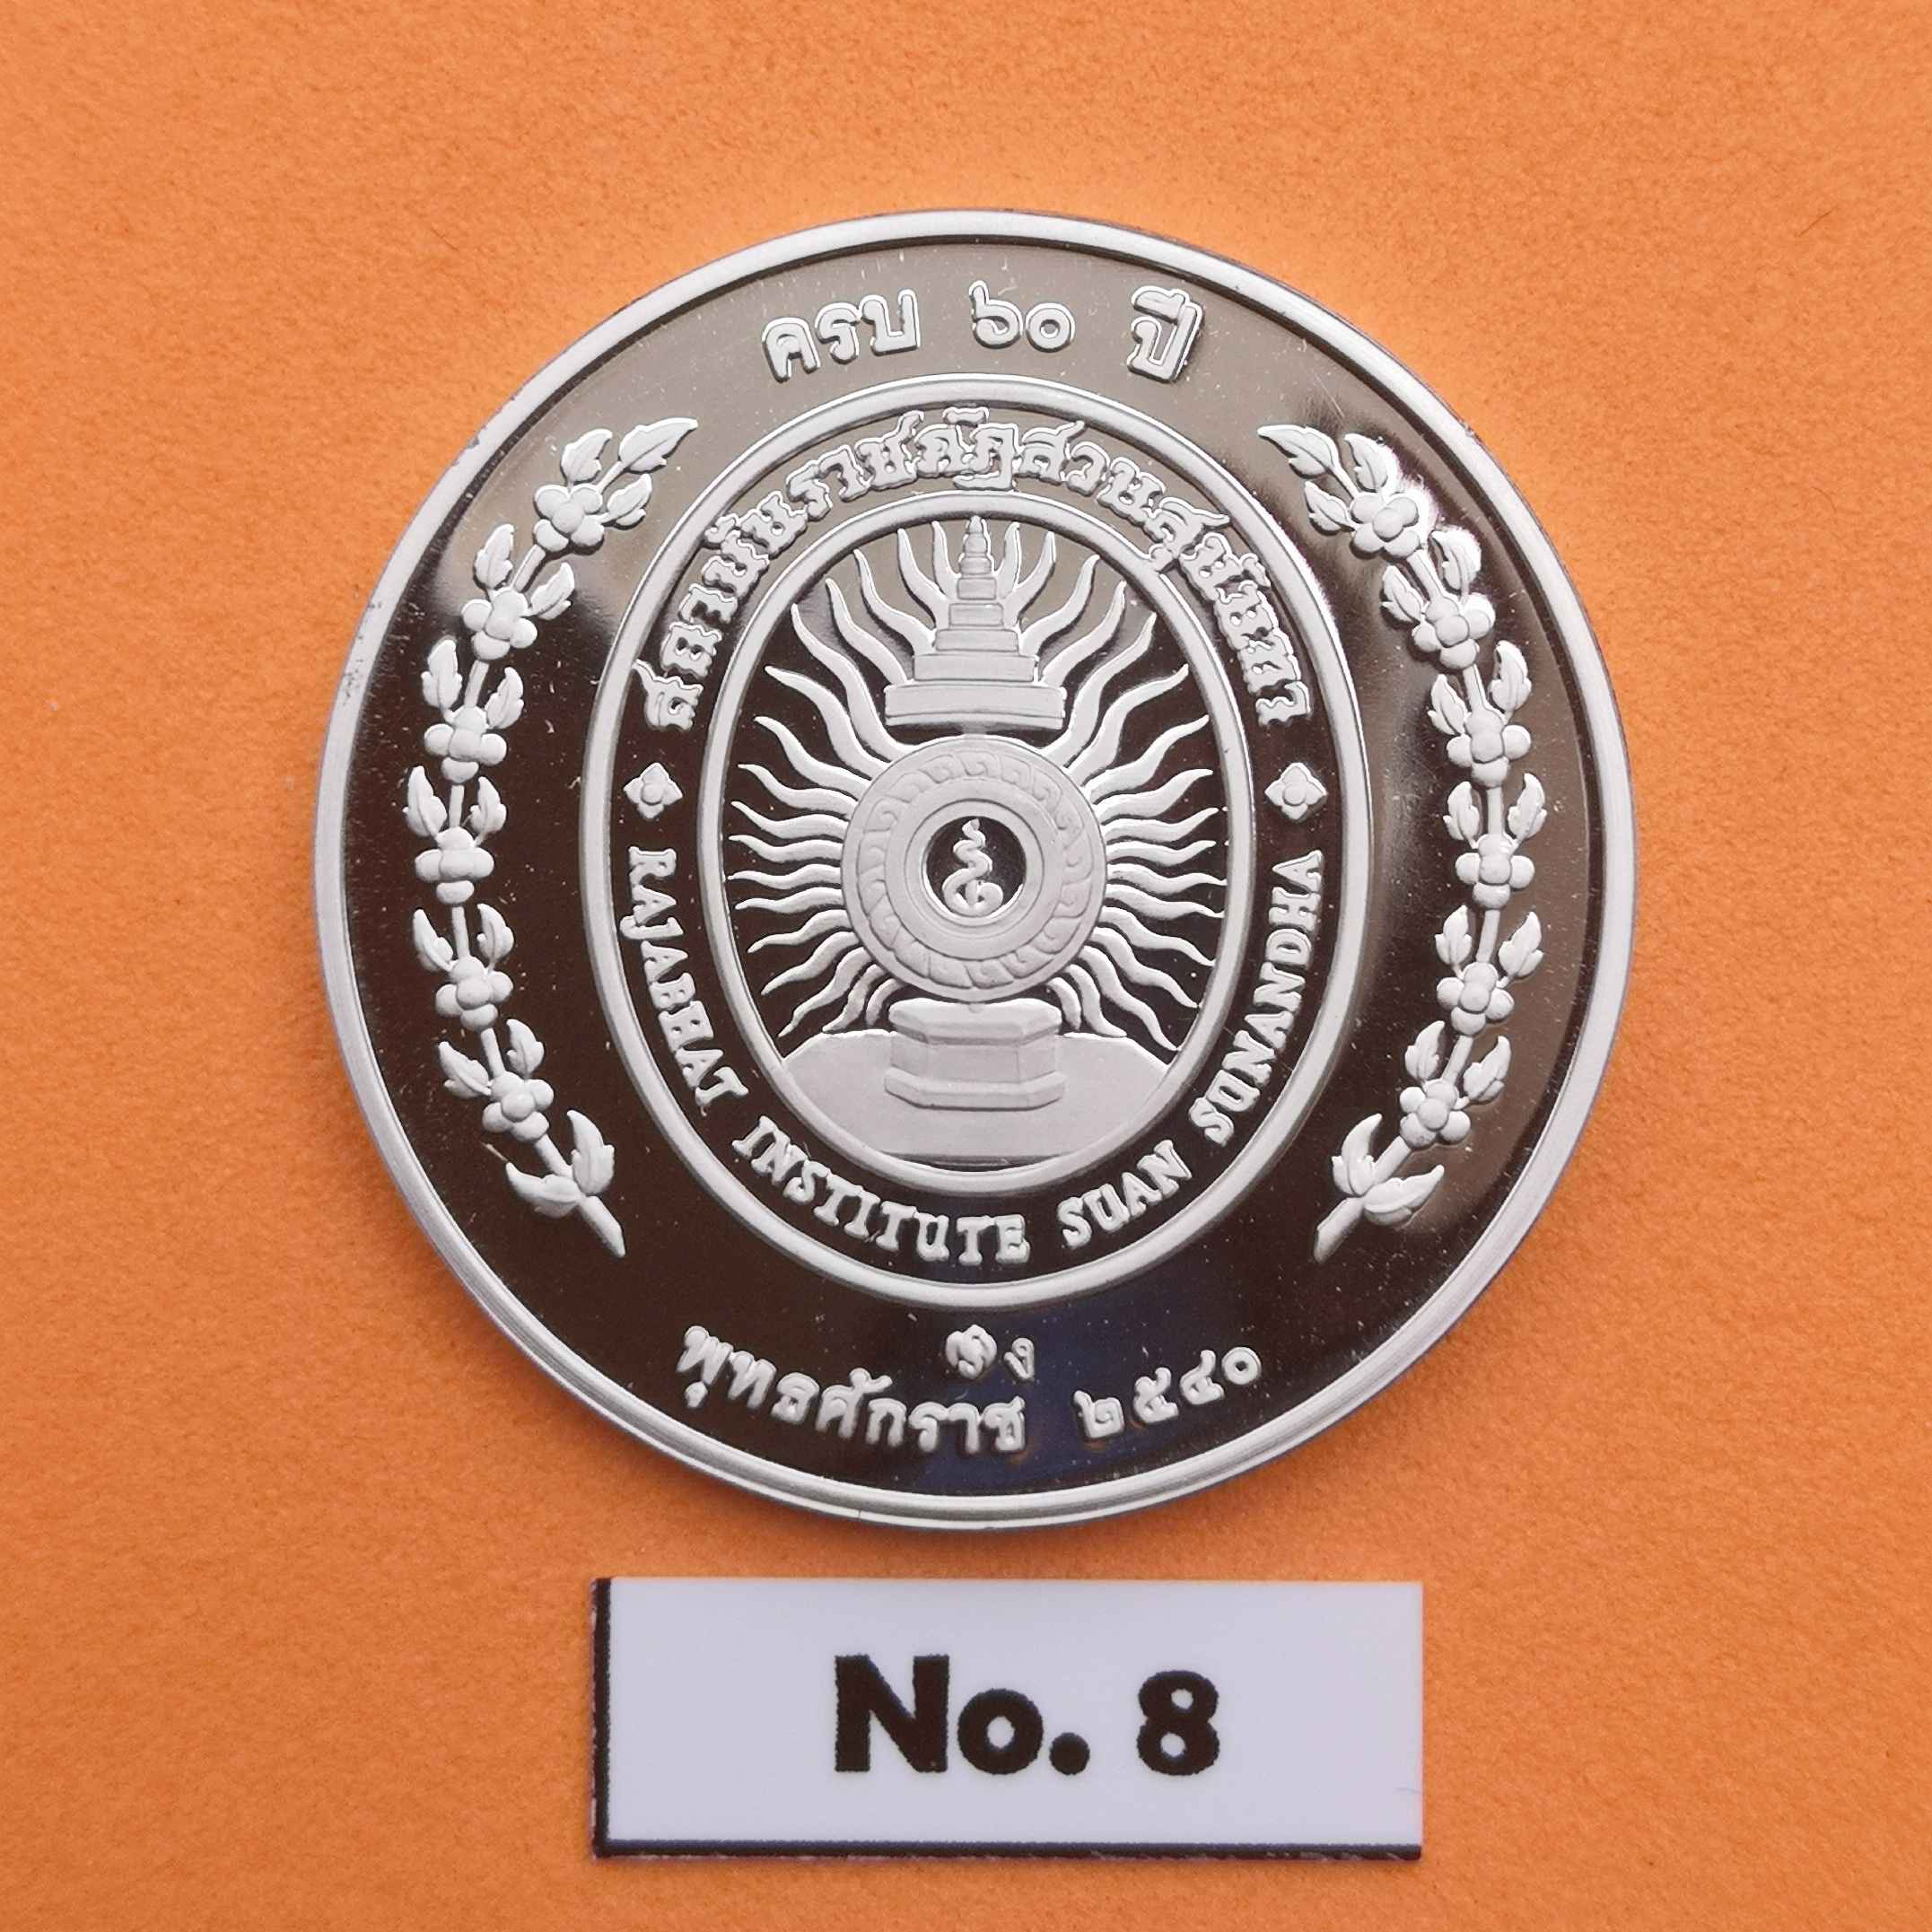 ครบ ๖๐ ปี
สถาบันราชภัฏสวนสุนันทา
RAJABHAT INSTITUTE SUAN SUNANDHA
ง
พุทธศักราช ๒๕๔๐
No. 8